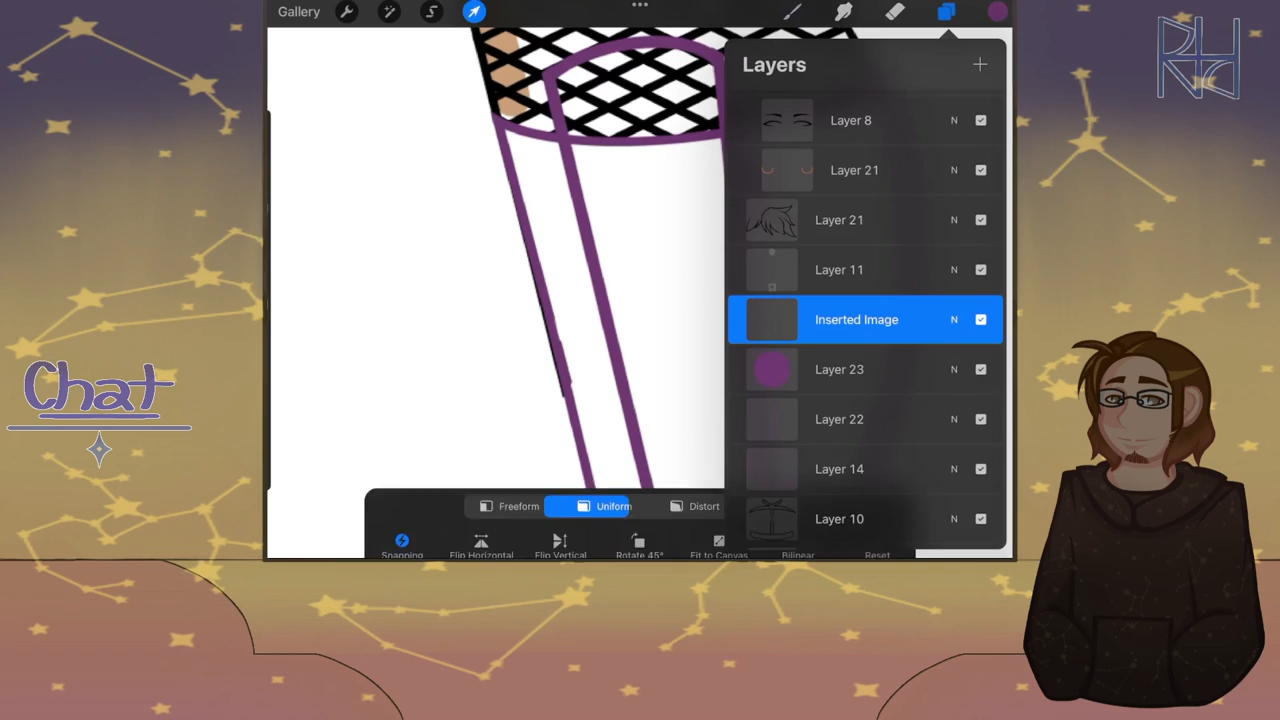 Gallery
Layers
Layer 8 N
Layer 21 N
Layer 21 N
Layer 11 N
Inserted Image N
Layer 23 N
Layer 22 N
Layer 14 N
Layer 10 N
Freeform Uniform Distort
Snapping Flip Horizontal Flip Vertical Rotate 45° Fit to Canvas Bilinear Reset
Chat